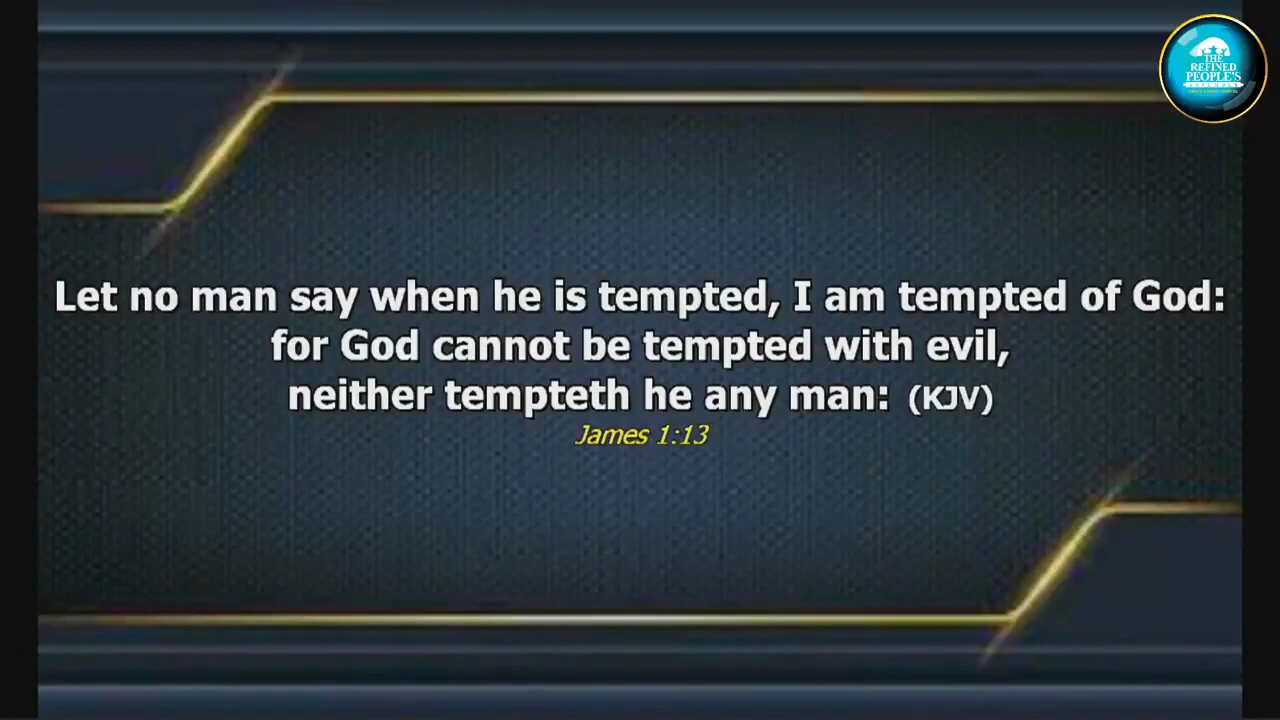 THE
REFINED
PEOPLE'S
ASSEMBLY
Let no man say when he is tempted, I am tempted of God:
for God cannot be tempted with evil,
neither tempteth he any man: (KJV)
James 1:13